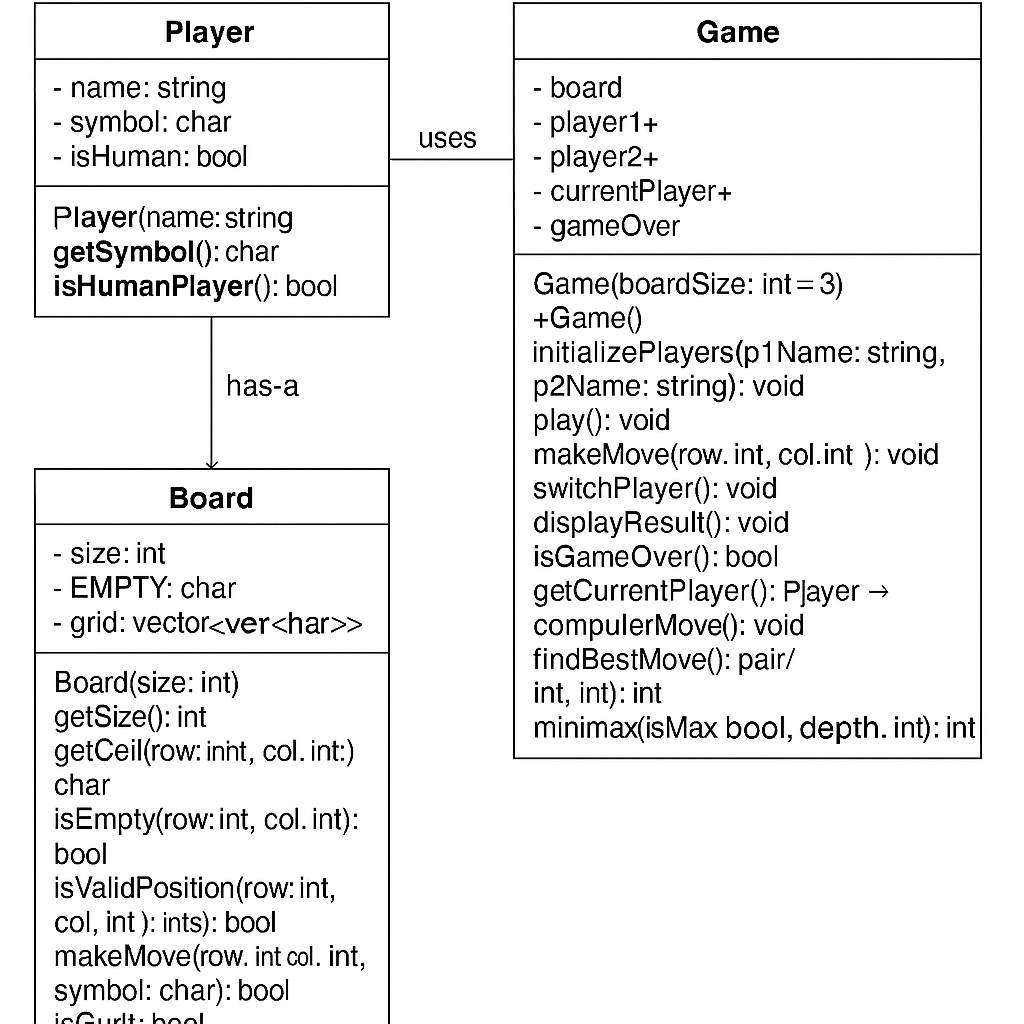 Player
- name: string
- symbol: char
- isHuman: bool
Player(name: string
getSymbol(): char
isHumanPlayer(): bool
uses
Game
- board
- player1+
- player2+
- currentPlayer+
- gameOver
Game(boardSize: int = 3)
+Game()
initializePlayers(p1Name: string,
p2Name: string): void
play(): void
makeMove(row. int, col.int ): void
switchPlayer(): void
displayResult(): void
isGameOver(): bool
getCurrentPlayer(): Player →
compulerMove(): void
findBestMove(): pair/
int, int): int
minimax(isMax bool, depth. int): int
has-a
Board
- size: int
- EMPTY: char
- grid: vector<ver<har>>
Board(size: int)
getSize(): int
getCeil(row: inht, col. int:)
char
isEmpty(row: int, col. int):
bool
isValidPosition(row: int,
col, int ): ints): bool
makeMove(row. int col. int,
symbol: char): bool